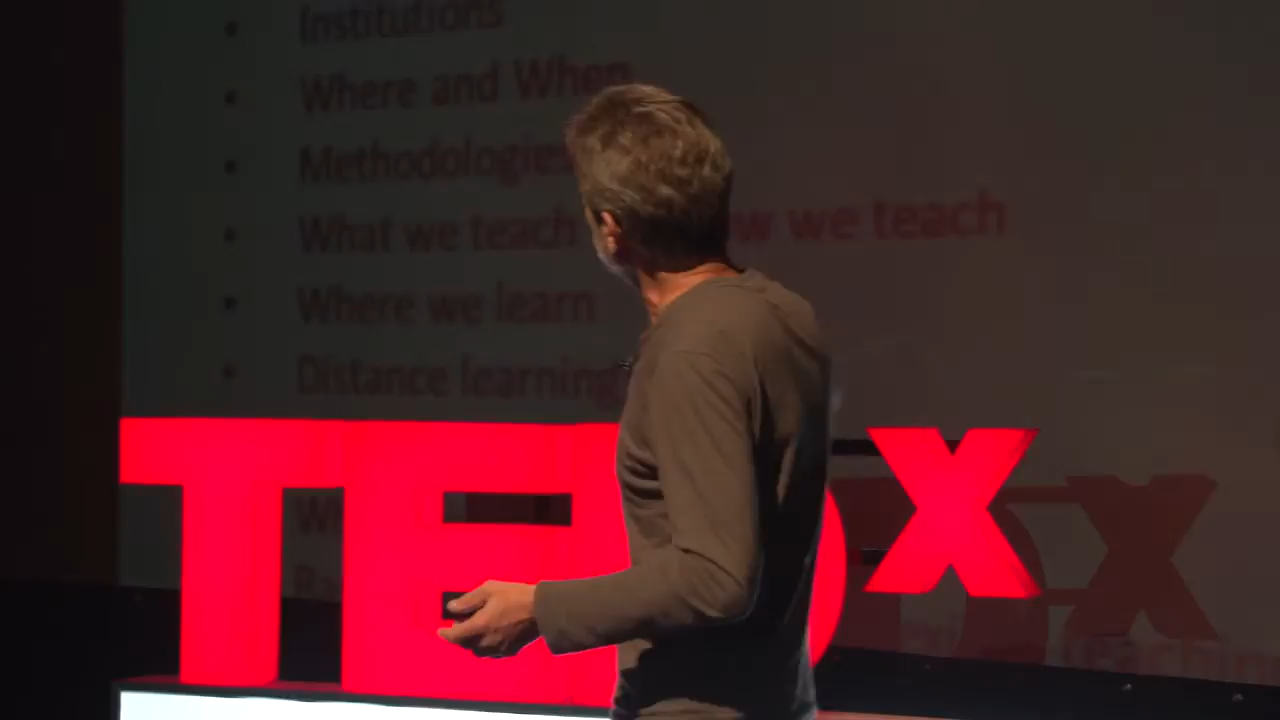 Institutions
Where and When
Methodologies
What we teach we teach
Where we learn
Distance learning
TEDx